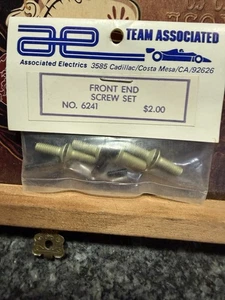 ae TEAM ASSOCIATED
Associated Electrics 3585 Cadillac/Costa Mesa/CA/92626
FRONT END
SCREW SET
NO. 6241 $2.00